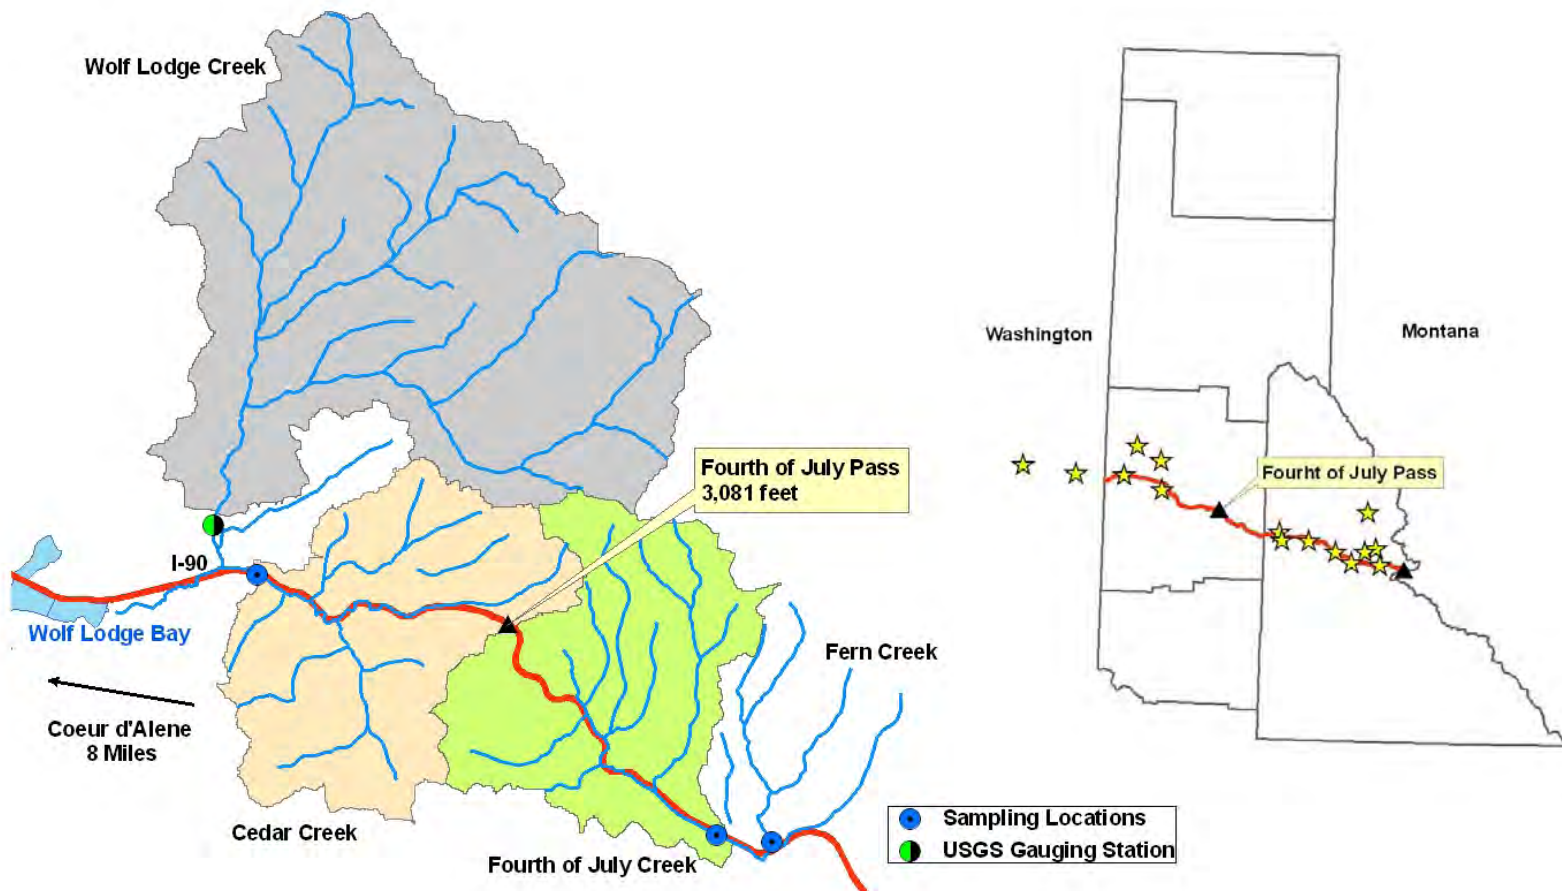 Wolf Lodge Creek
Washington
Montana
Fourth of July Pass
3,081 feet
Fourht of July Pass
I-90
Wolf Lodge Bay
Fern Creek
Coeur d'Alene
8 Miles
Cedar Creek
Fourth of July Creek
Sampling Locations
USGS Gauging Station